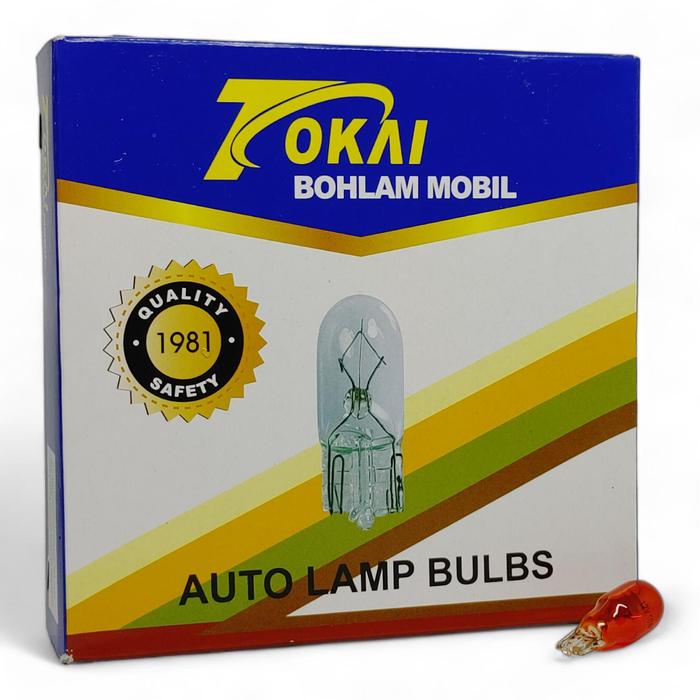 TOKAI
BOHLAM MOBIL
QUALITY
1981
SAFETY
AUTO LAMP BULBS